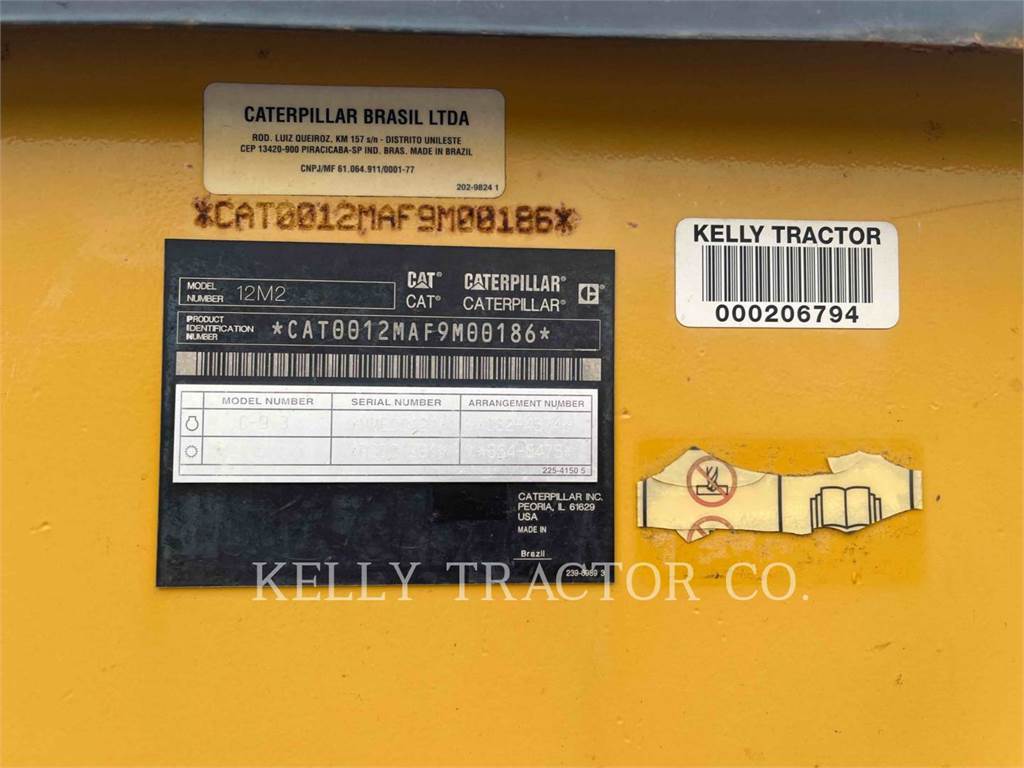 CATERPILLAR BRASIL LTDA
ROD. LUIZ QUEIROZ, KM 157 s/n - DISTRITO UNILESTE
CEP 13420-900 PIRACICABA-SP IND. BRAS. MADE IN BRAZIL
CNPJ/MF 61.064.911/0001-77
202-9824 1
*CAT0012MAF9M00186*
KELLY TRACTOR
000206794
MODEL NUMBER 12M2
CAT® CATERPILLAR®
CAT® CATERPILLAR® C
PRODUCT IDENTIFICATION NUMBER *CAT0012MAF9M00186*
MODEL NUMBER SERIAL NUMBER ARRANGEMENT NUMBER
225-4150 5
CATERPILLAR INC.
PEORIA, IL 61629
USA
MADE IN
Brazil
KELLY TRACTOR CO.